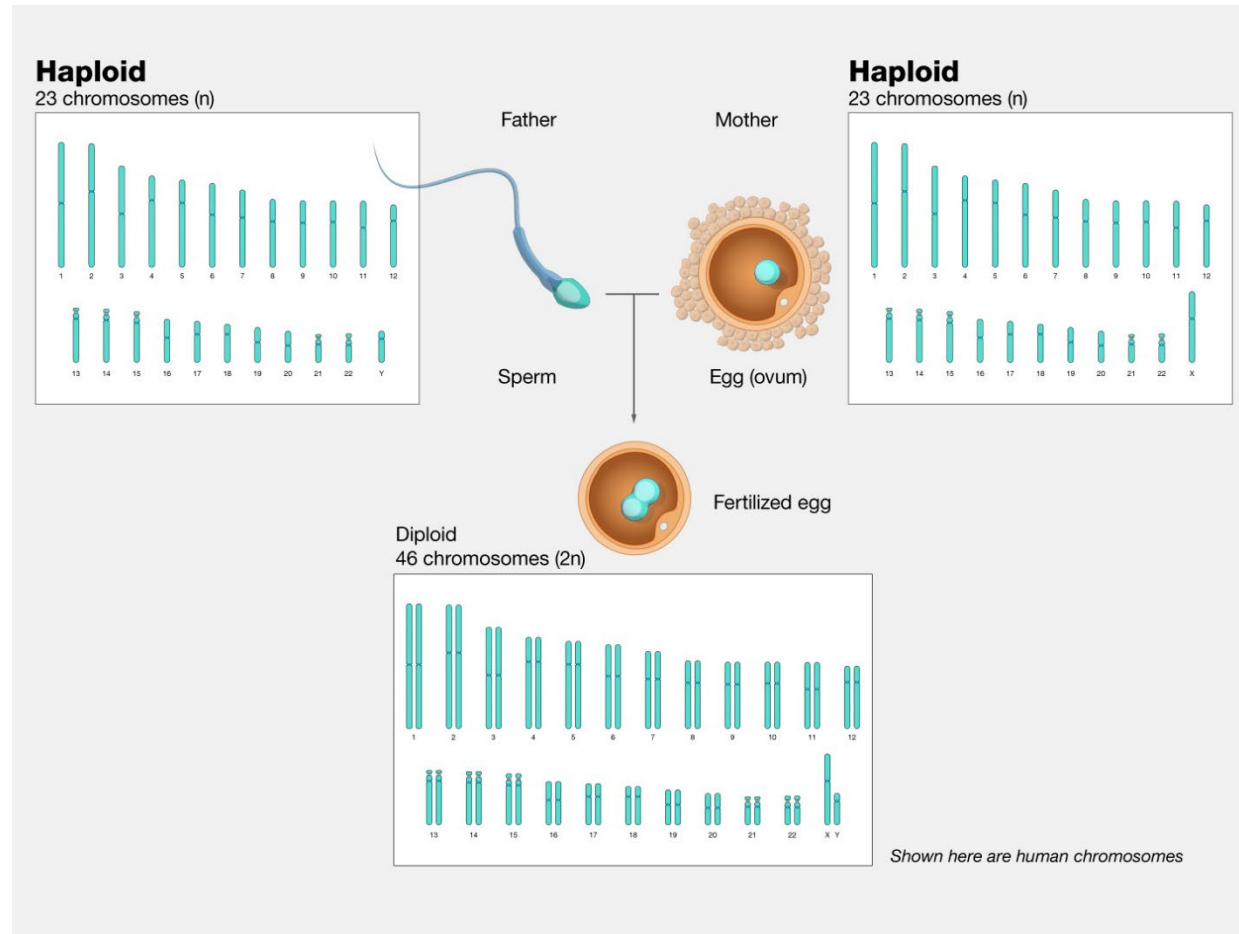 Haploid
23 chromosomes (n)
1 2 3 4 5 6 7 8 9 10 11 12
13 14 15 16 17 18 19 20 21 22 Y
Father
Mother
Sperm
Egg (ovum)
Haploid
23 chromosomes (n)
1 2 3 4 5 6 7 8 9 10 11 12
13 14 15 16 17 18 19 20 21 22 X
Fertilized egg
Diploid
46 chromosomes (2n)
1 2 3 4 5 6 7 8 9 10 11 12
13 14 15 16 17 18 19 20 21 22 X Y
Shown here are human chromosomes